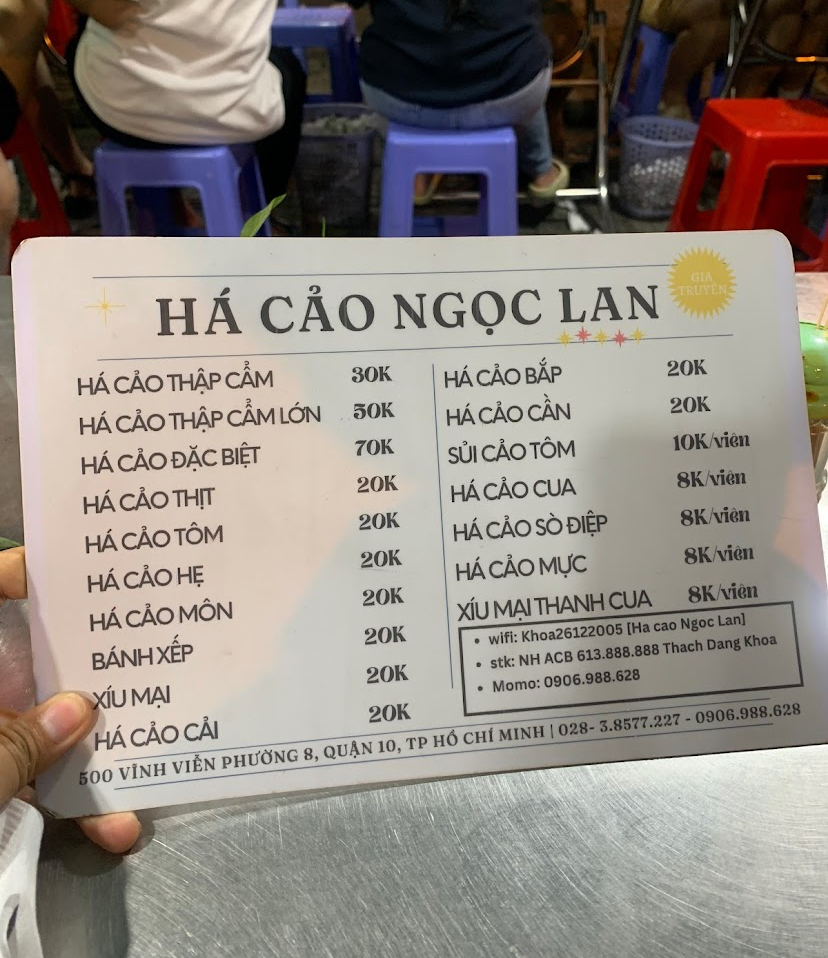 HÁ CẢO NGỌC LAN
GIA
TRUYỀN
HÁ CẢO THẬP CẨM 30K
HÁ CẢO THẬP CẨM LỚN 50K
HÁ CẢO ĐẶC BIỆT 70K
HÁ CẢO THỊT 20K
HÁ CẢO TÔM 20K
HÁ CẢO HẸ 20K
HÁ CẢO MÔN 20K
BÁNH XẾP 20K
XÍU MẠI 20K
HÁ CẢO CẢI 20K
HÁ CẢO BẮP 20K
HÁ CẢO CẦN 20K
SỦI CẢO TÔM 10K/viên
HÁ CẢO CUA 8K/viên
HÁ CẢO SÒ ĐIỆP 8K/viên
HÁ CẢO MỰC 8K/viên
XÍU MẠI THANH CUA 8K/viên
• wifi: Khoa26122005 [Ha cao Ngoc Lan]
• stk: NH ACB 613.888.888 Thach Dang Khoa
• Momo: 0906.988.628
500 VĨNH VIỄN PHƯỜNG 8, QUẬN 10, TP HỒ CHÍ MINH | 028- 3.8577.227 - 0906.988.628